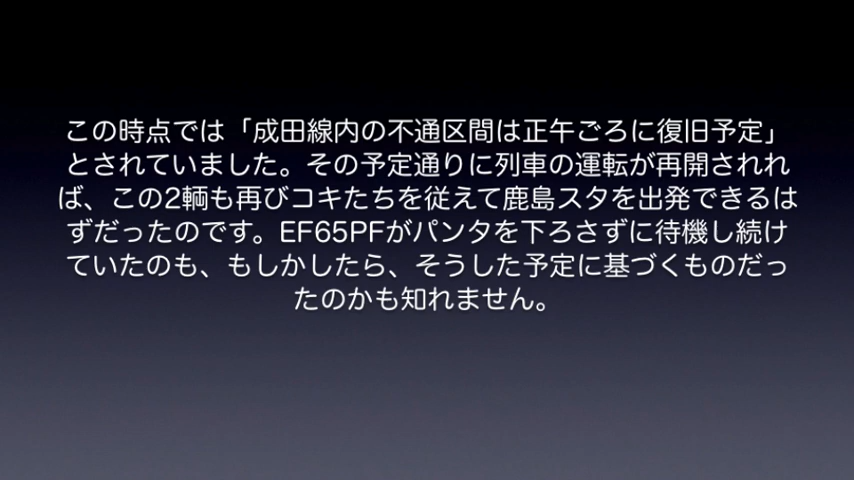 この時点では「成田線内の不通区間は正午ごろに復旧予定」
とされていました。その予定通りに列車の運転が再開されれ
ば、この2輌も再びコキたちを従えて鹿島スタを出発できるは
ずだったのです。EF65PFがパンタを下ろさずに待機し続け
ていたのも、もしかしたら、そうした予定に基づくものだっ
たのかも知れません。